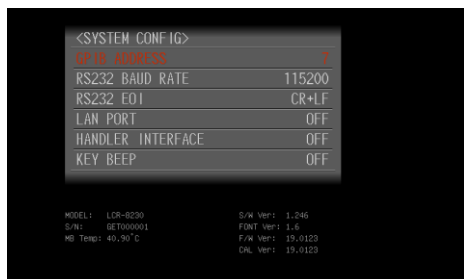 <SYSTEM CONFIG>
GPIB ADDRESS 7
RS232 BAUD RATE 115200
RS232 EOI CR+LF
LAN PORT OFF
HANDLER INTERFACE OFF
KEY BEEP OFF
MODEL: LCR-8230 S/W Ver: 1.246
S/N: GET000001 FONT Ver: 1.6
MB Temp: 40.90°C F/W Ver: 19.0123
CAL Ver: 19.0123